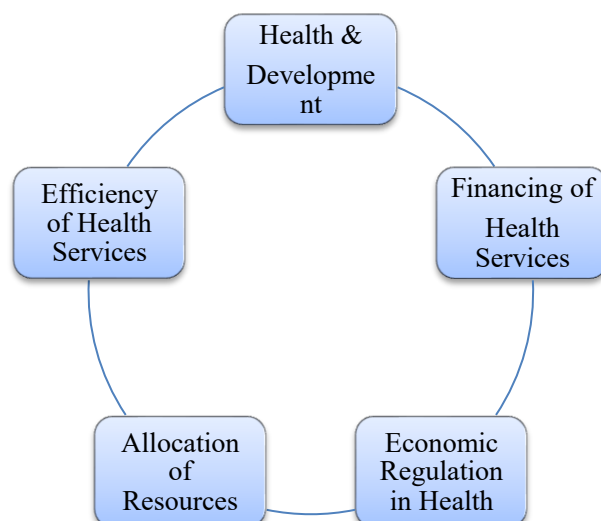 Health &
Developme
nt
Financing of
Health
Services
Economic
Regulation
in Health
Allocation
of
Resources
Efficiency
of Health
Services